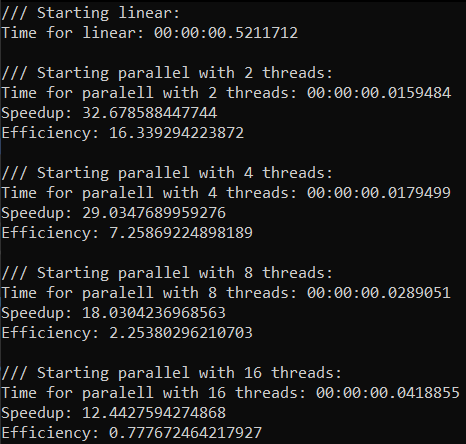 /// Starting linear:
Time for linear: 00:00:00.5211712
/// Starting parallel with 2 threads:
Time for paralell with 2 threads: 00:00:00.0159484
Speedup: 32.678588447744
Efficiency: 16.339294223872
/// Starting parallel with 4 threads:
Time for paralell with 4 threads: 00:00:00.0179499
Speedup: 29.0347689959276
Efficiency: 7.25869224898189
/// Starting parallel with 8 threads:
Time for paralell with 8 threads: 00:00:00.0289051
Speedup: 18.0304236968563
Efficiency: 2.25380296210703
/// Starting parallel with 16 threads:
Time for paralell with 16 threads: 00:00:00.0418855
Speedup: 12.4427594274868
Efficiency: 0.777672464217927